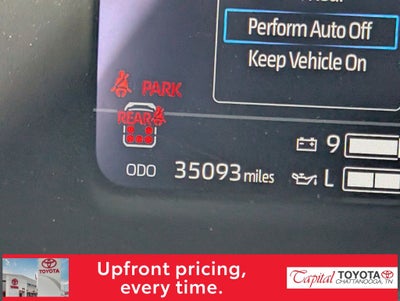 Perform Auto Off
Keep Vehicle On
PARK
REAR
9
ODO 35093 miles
L
TOYOTA
Upfront pricing,
every time.
Capital TOYOTA
CHATTANOOGA, TN